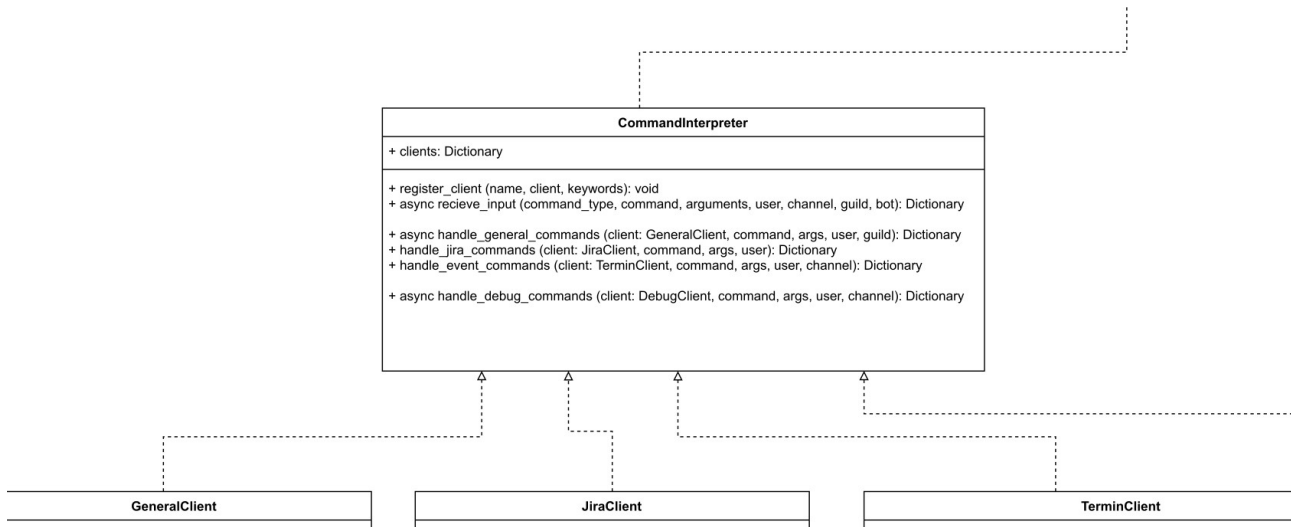 CommandInterpreter
+ clients: Dictionary
+ register_client (name, client, keywords): void
+ async recieve_input (command_type, command, arguments, user, channel, guild, bot): Dictionary
+ async handle_general_commands (client: GeneralClient, command, args, user, guild): Dictionary
+ handle_jira_commands (client: JiraClient, command, args, user): Dictionary
+ handle_event_commands (client: TerminClient, command, args, user, channel): Dictionary
+ async handle_debug_commands (client: DebugClient, command, args, user, channel): Dictionary
GeneralClient
JiraClient
TerminClient